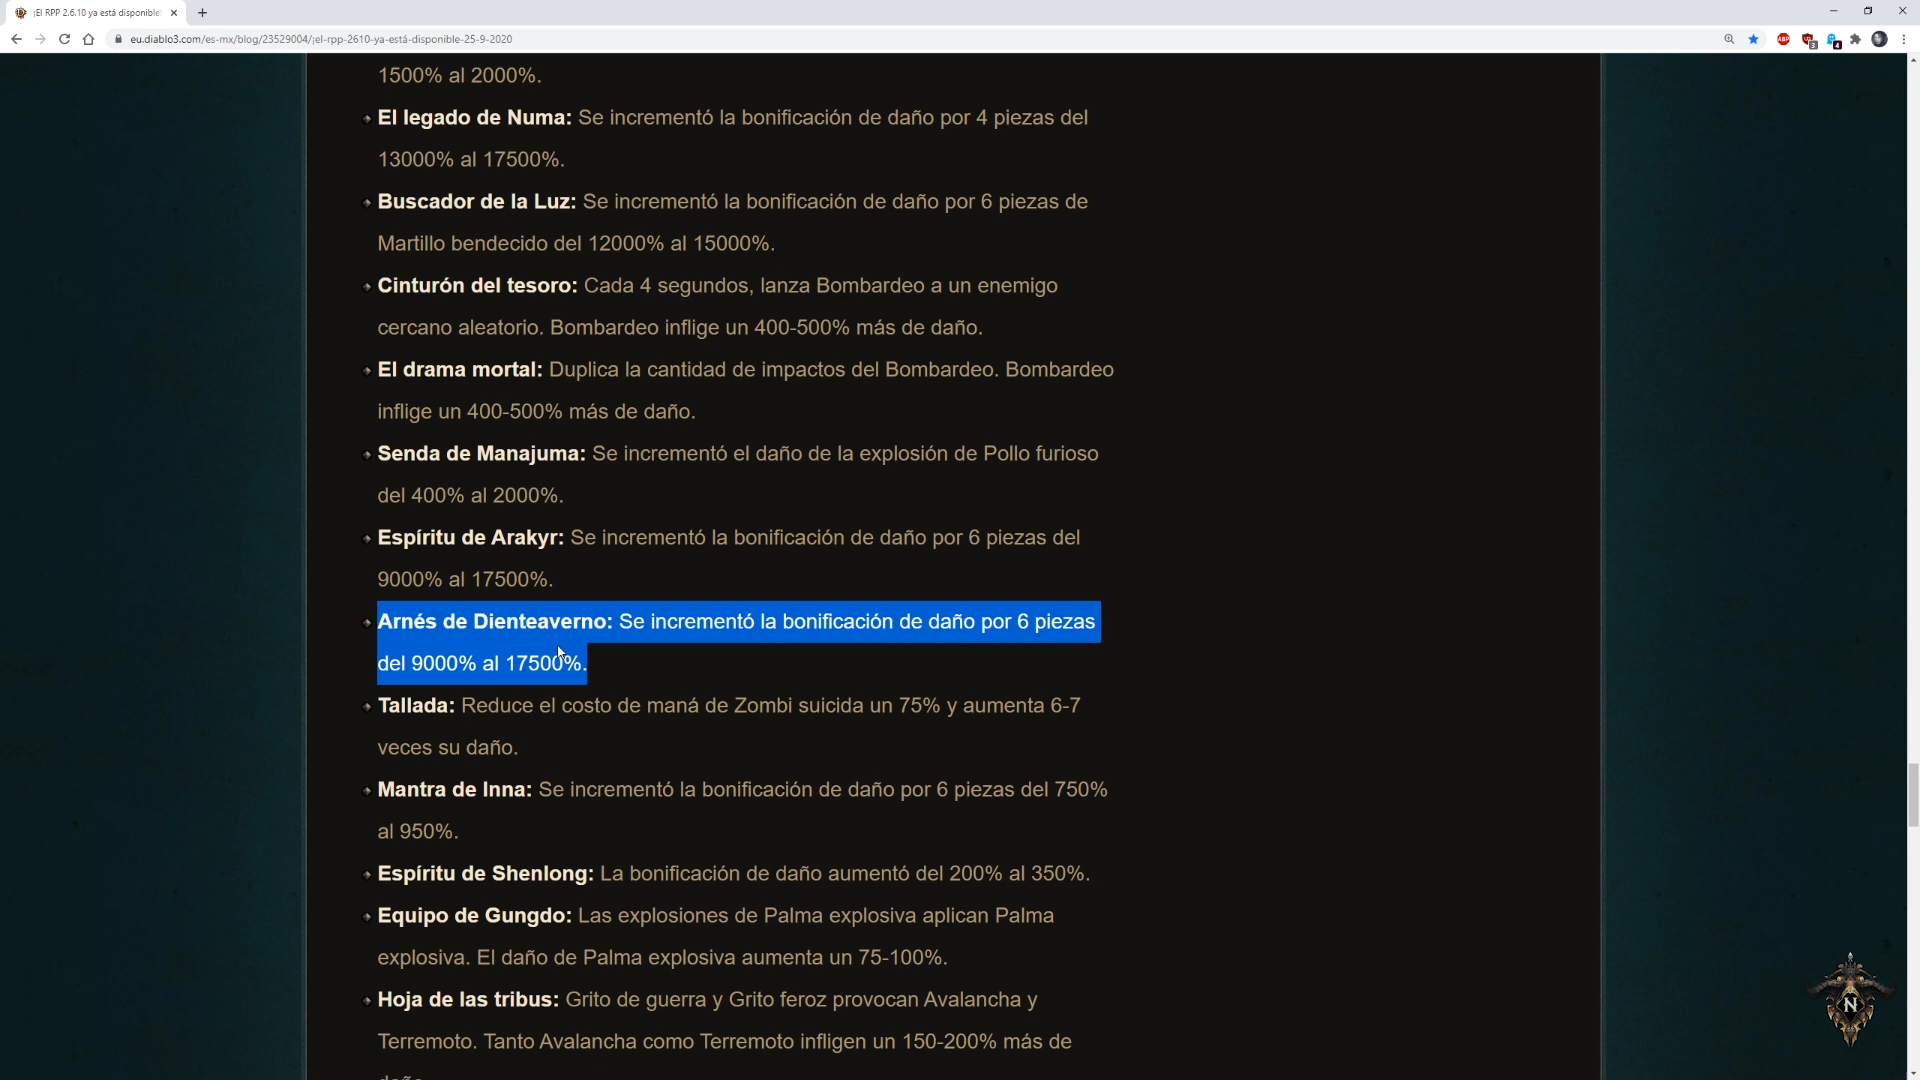 ¡El RPP 2.6.10 ya está disponible!
eu.diablo3.com/es-mx/blog/23529004/¡el-rpp-2610-ya-está-disponible-25-9-2020
ABP
3
4
1500% al 2000%.
El legado de Numa: Se incrementó la bonificación de daño por 4 piezas del
13000% al 17500%.
Buscador de la Luz: Se incrementó la bonificación de daño por 6 piezas de
Martillo bendecido del 12000% al 15000%.
Cinturón del tesoro: Cada 4 segundos, lanza Bombardeo a un enemigo
cercano aleatorio. Bombardeo inflige un 400-500% más de daño.
El drama mortal: Duplica la cantidad de impactos del Bombardeo. Bombardeo
inflige un 400-500% más de daño.
Senda de Manajuma: Se incrementó el daño de la explosión de Pollo furioso
del 400% al 2000%.
Espíritu de Arakyr: Se incrementó la bonificación de daño por 6 piezas del
9000% al 17500%.
Arnés de Dienteaverno: Se incrementó la bonificación de daño por 6 piezas
del 9000% al 17500%.
Tallada: Reduce el costo de maná de Zombi suicida un 75% y aumenta 6-7
veces su daño.
Mantra de Inna: Se incrementó la bonificación de daño por 6 piezas del 750%
al 950%.
Espíritu de Shenlong: La bonificación de daño aumentó del 200% al 350%.
Equipo de Gungdo: Las explosiones de Palma explosiva aplican Palma
explosiva. El daño de Palma explosiva aumenta un 75-100%.
Hoja de las tribus: Grito de guerra y Grito feroz provocan Avalancha y
Terremoto. Tanto Avalancha como Terremoto infligen un 150-200% más de
N